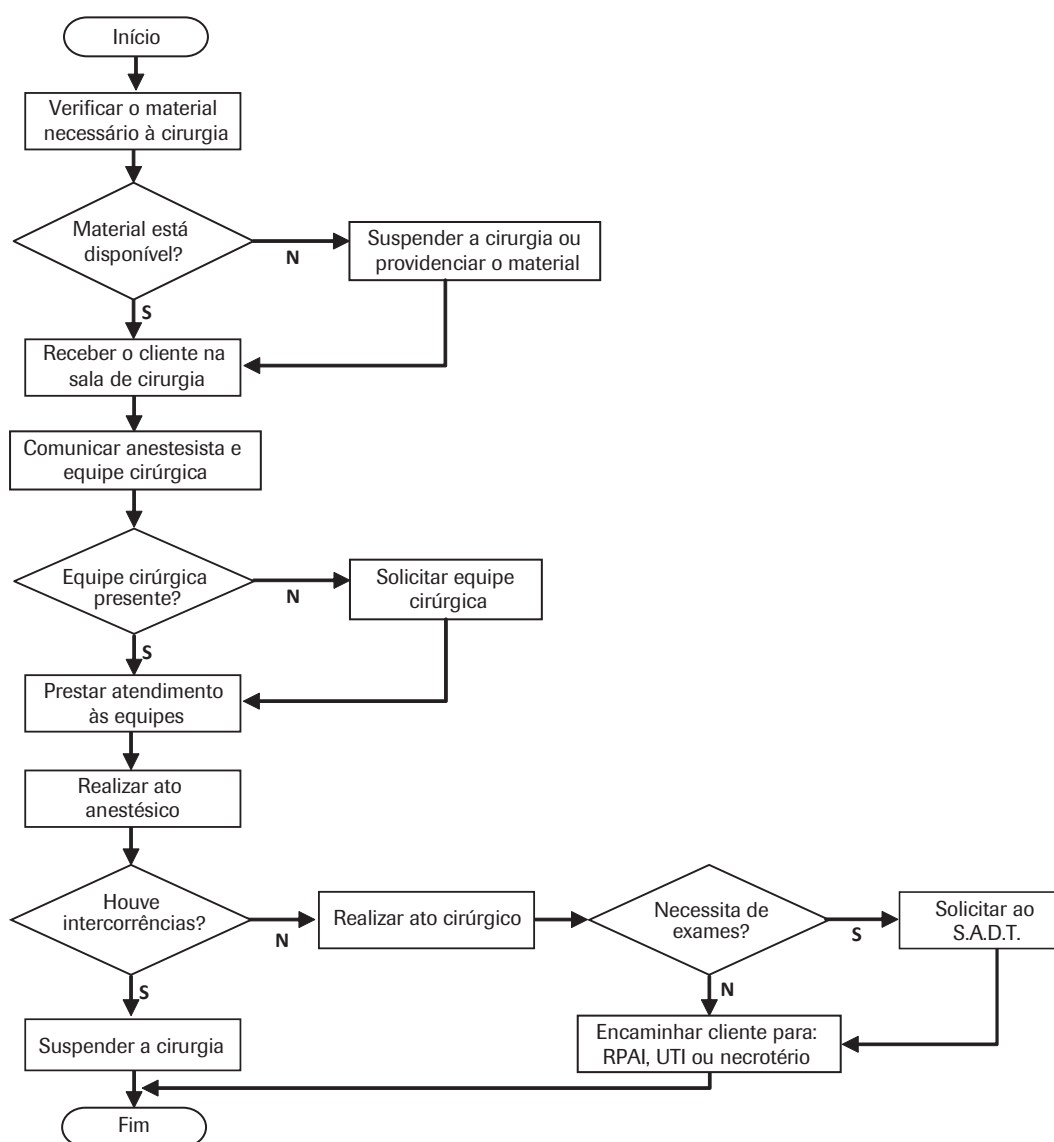 Início
Verificar o material
necessário à cirurgia
Material está
disponível?
N
Suspender a cirurgia ou
providenciar o material
S
Receber o cliente na
sala de cirurgia
Comunicar anestesista e
equipe cirúrgica
Equipe cirúrgica
presente?
N
Solicitar equipe
cirúrgica
S
Prestar atendimento
às equipes
Realizar ato
anestésico
Houve
intercorrências?
N
Realizar ato cirúrgico
Necessita de
exames?
S
Solicitar ao
S.A.D.T.
S
N
Suspender a cirurgia
Encaminhar cliente para:
RPAI, UTI ou necrotério
Fim